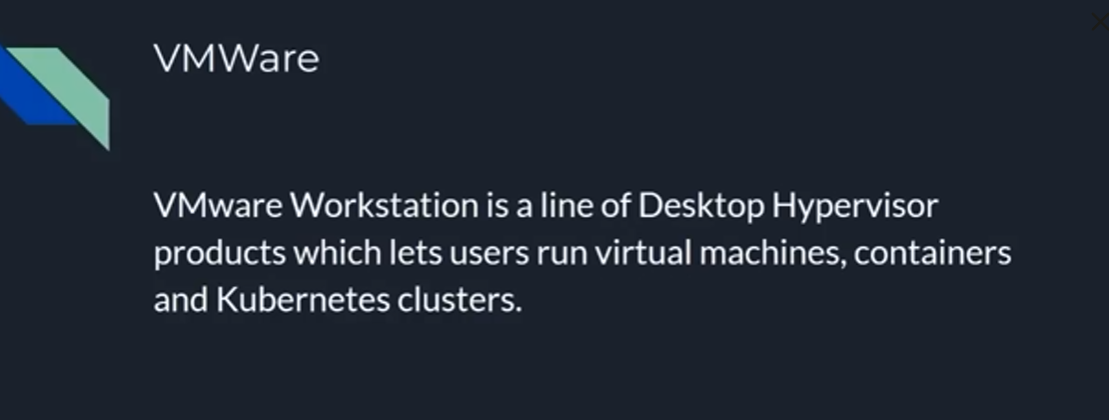 VMWare
VMware Workstation is a line of Desktop Hypervisor
products which lets users run virtual machines, containers
and Kubernetes clusters.